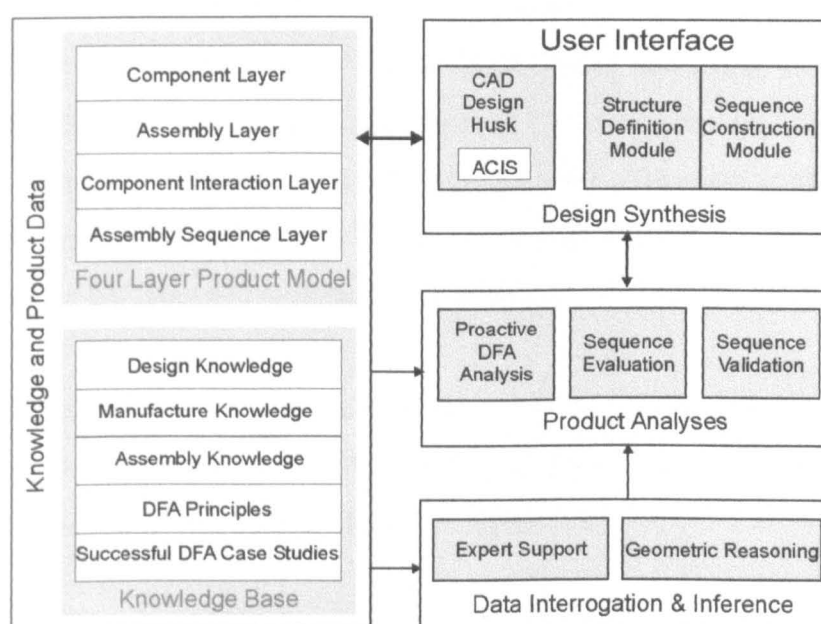 Knowledge and Product Data
Component Layer
Assembly Layer
Component Interaction Layer
Assembly Sequence Layer
Four Layer Product Model
Design Knowledge
Manufacture Knowledge
Assembly Knowledge
DFA Principles
Successful DFA Case Studies
Knowledge Base
User Interface
CAD
Design
Husk
ACIS
Structure
Definition
Module
Sequence
Construction
Module
Design Synthesis
Proactive
DFA
Analysis
Sequence
Evaluation
Sequence
Validation
Product Analyses
Expert Support
Geometric Reasoning
Data Interrogation & Inference